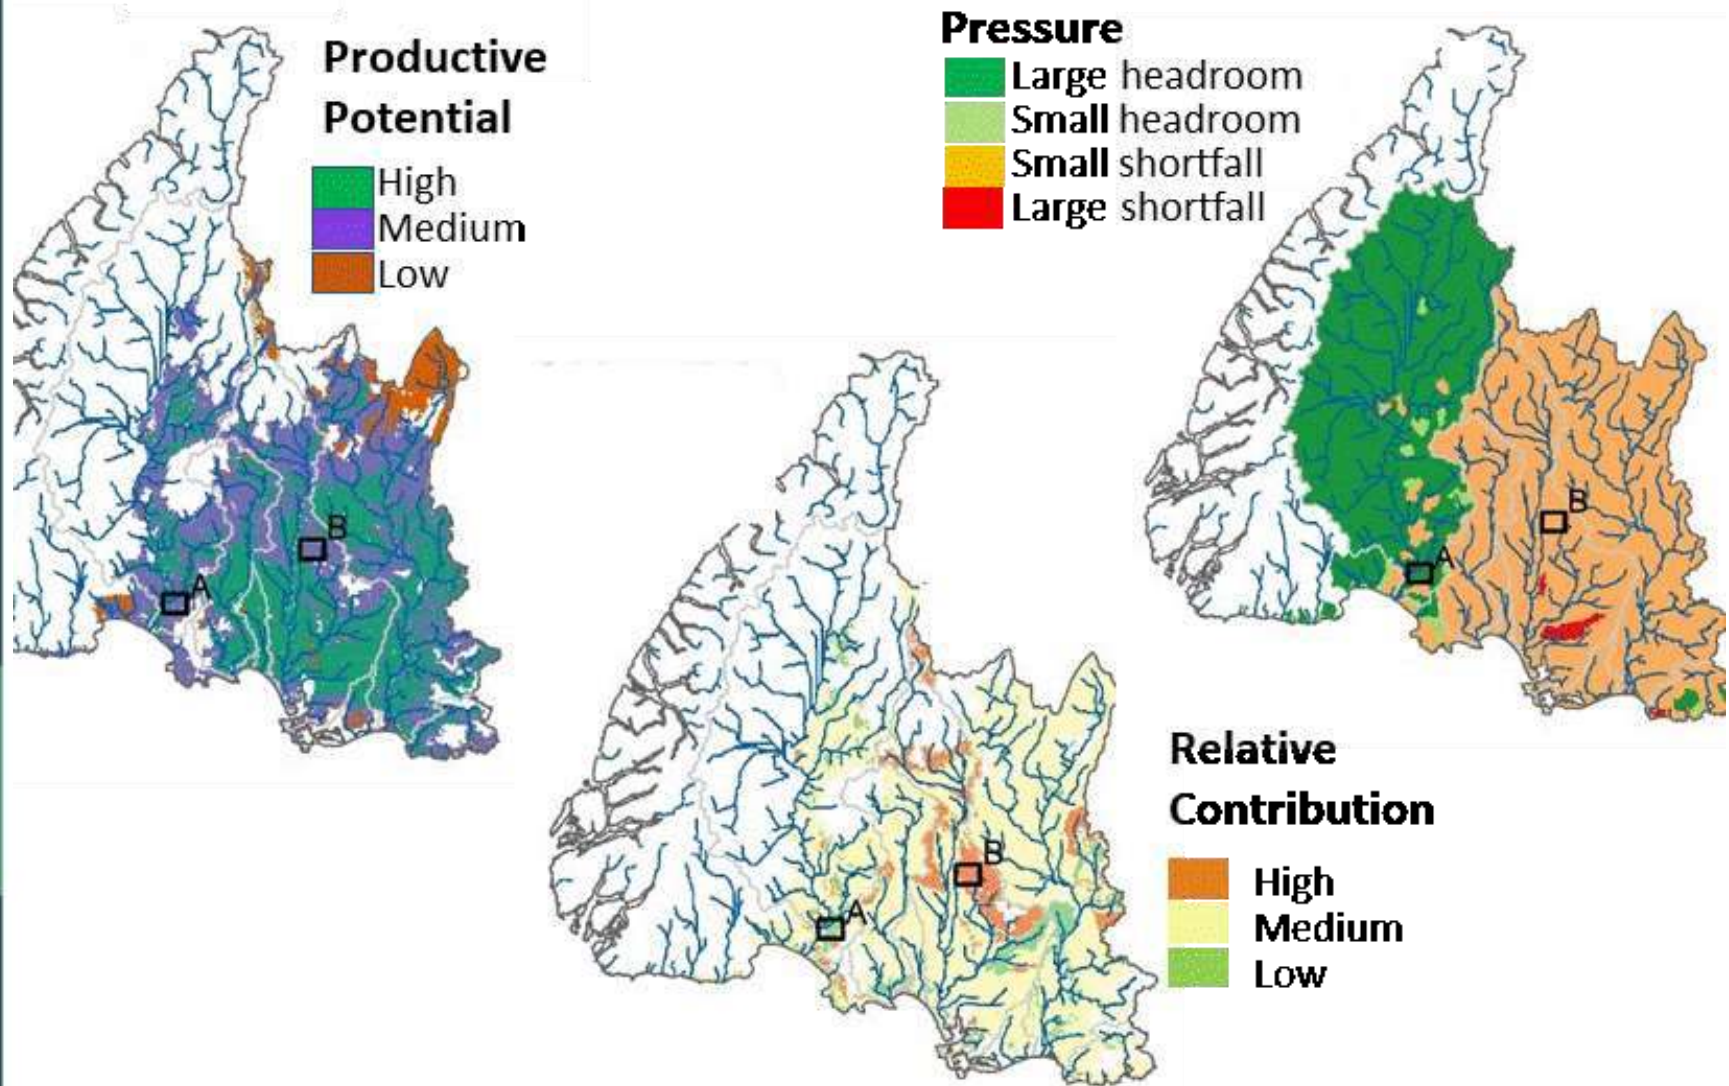 Productive
Potential
High
Medium
Low
A
B
Pressure
Large headroom
Small headroom
Small shortfall
Large shortfall
A
B
A
B
Relative
Contribution
High
Medium
Low